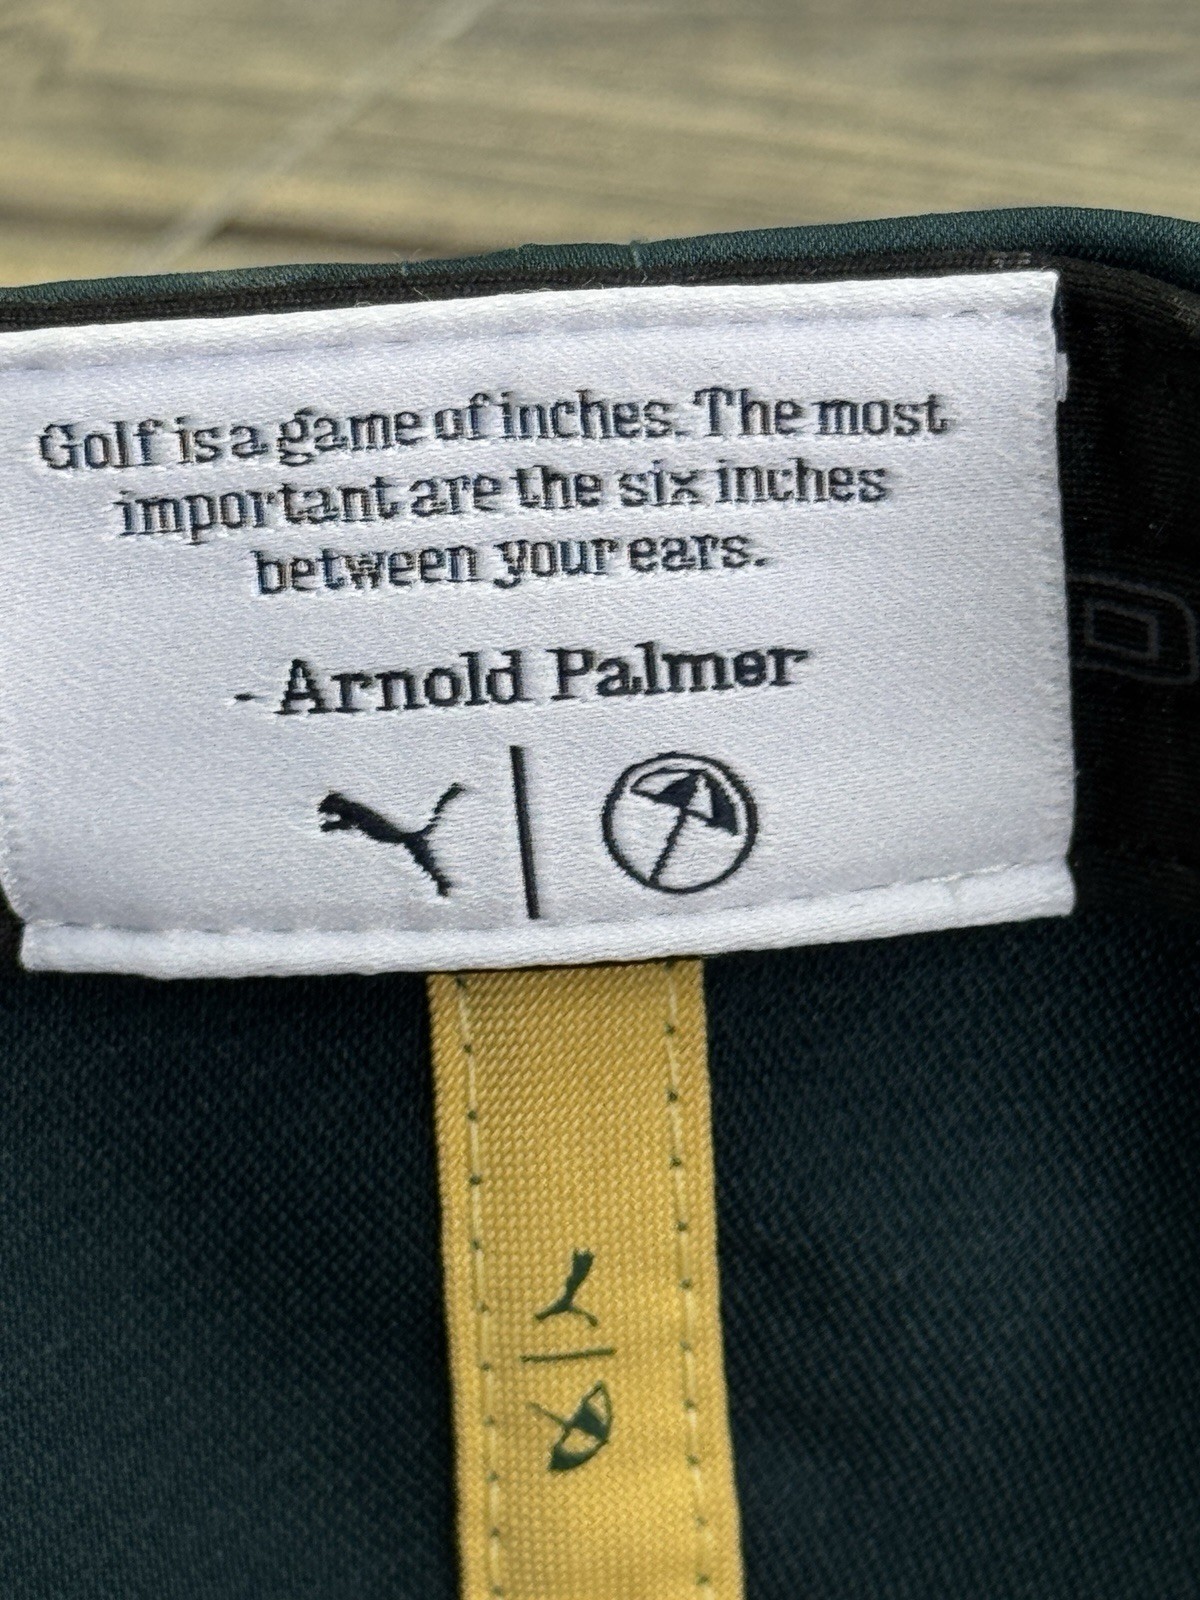 Golf is a game of inches. The most
important are the six inches
between your ears.
- Arnold Palmer